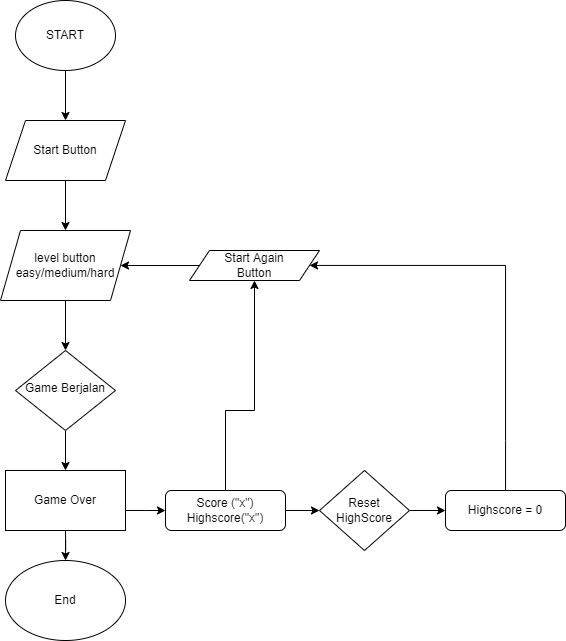 START
Start Button
level button
easy/medium/hard
Start Again
Button
Game Berjalan
Game Over
Score ("x")
Highscore("x")
Reset
HighScore
Highscore = 0
End